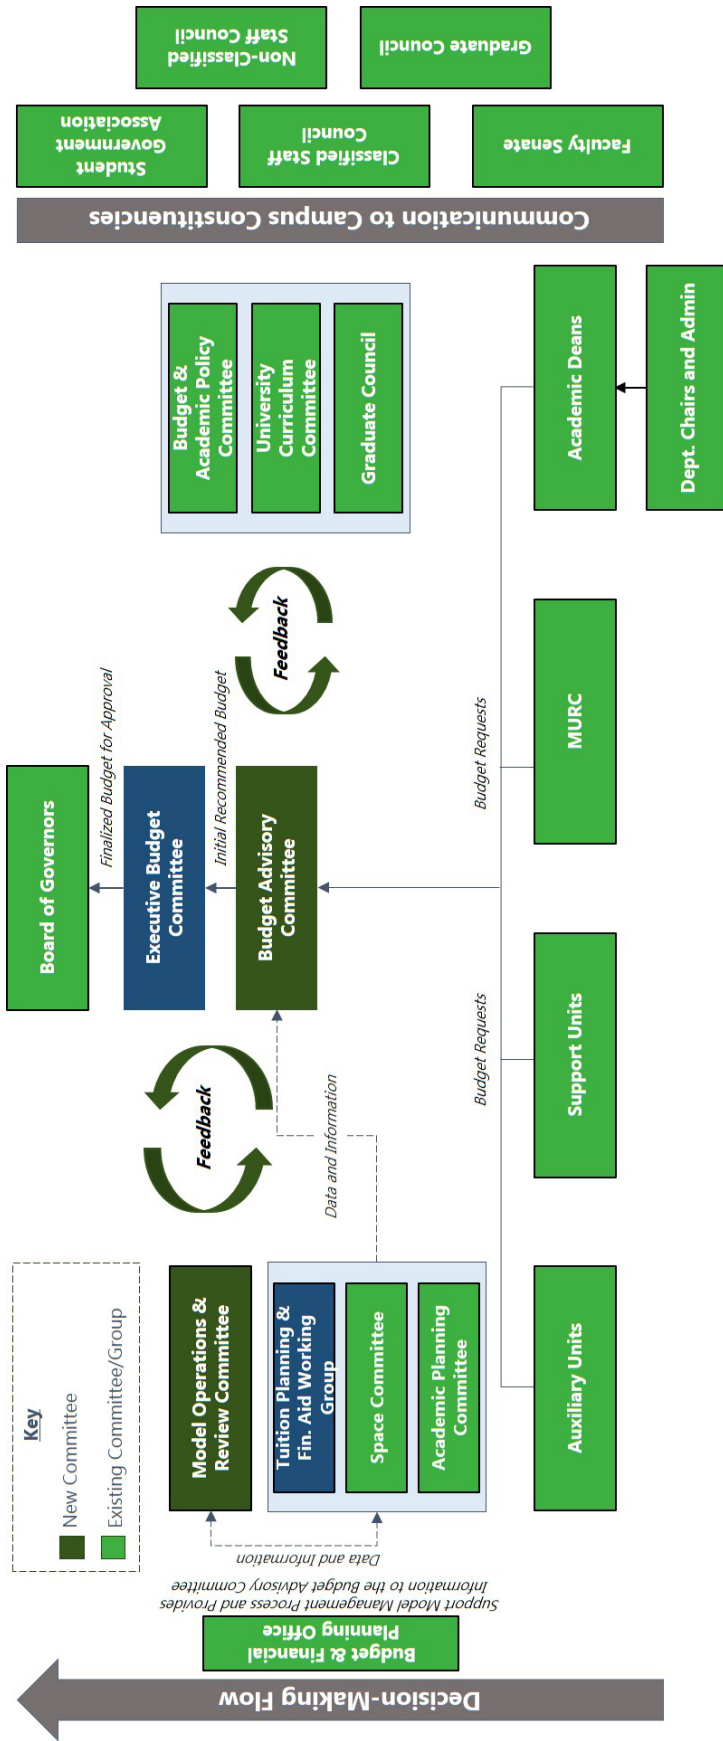 Decision-Making Flow
Budget & Financial
Planning Office
Support Model Management Process and Provides
Information to the Budget Advisory Committee
Data and Information
Key
New Committee
Existing Committee/Group
Model Operations &
Review Committee
Tuition Planning &
Fin. Aid Working
Group
Space Committee
Academic Planning
Committee
Data and Information
Feedback
Board of Governors
Finalized Budget for Approval
Executive Budget
Committee
Initial Recommended Budget
Budget Advisory
Committee
Feedback
Budget &
Academic Policy
Committee
University
Curriculum
Committee
Graduate Council
Budget Requests
Budget Requests
Auxiliary Units
Support Units
MURC
Academic Deans
Dept. Chairs and Admin
Communication to Campus Constituencies
Student
Government
Association
Classified Staff
Council
Faculty Senate
Non-Classified
Staff Council
Graduate Council